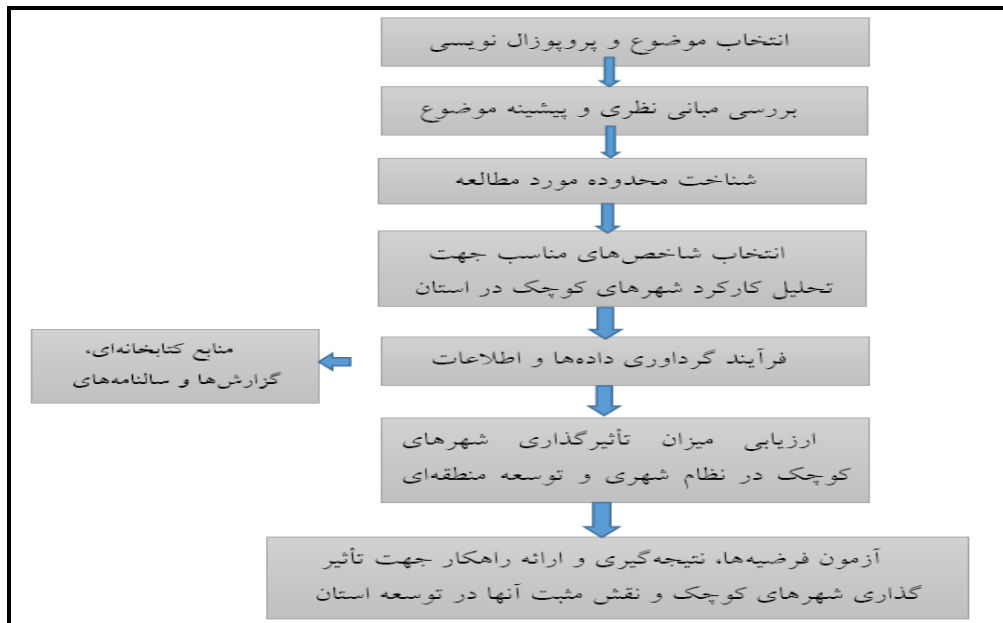 انتخاب موضوع و پروپوزال نویسی
بررسی مبانی نظری و پیشینه موضوع
شناخت محدوده مورد مطالعه
انتخاب شاخص‌های مناسب جهت
تحلیل کارکرد شهرهای کوچک در استان
فرآیند گرداوری داده‌ها و اطلاعات
منابع کتابخانه‌ای،
گزارش‌ها و سالنامه‌های
ارزیابی میزان تأثیرگذاری شهرهای
کوچک در نظام شهری و توسعه منطقه‌ای
آزمون فرضیه‌ها، نتیجه‌گیری و ارائه راهکار جهت تأثیر
گذاری شهرهای کوچک و نقش مثبت آنها در توسعه استان